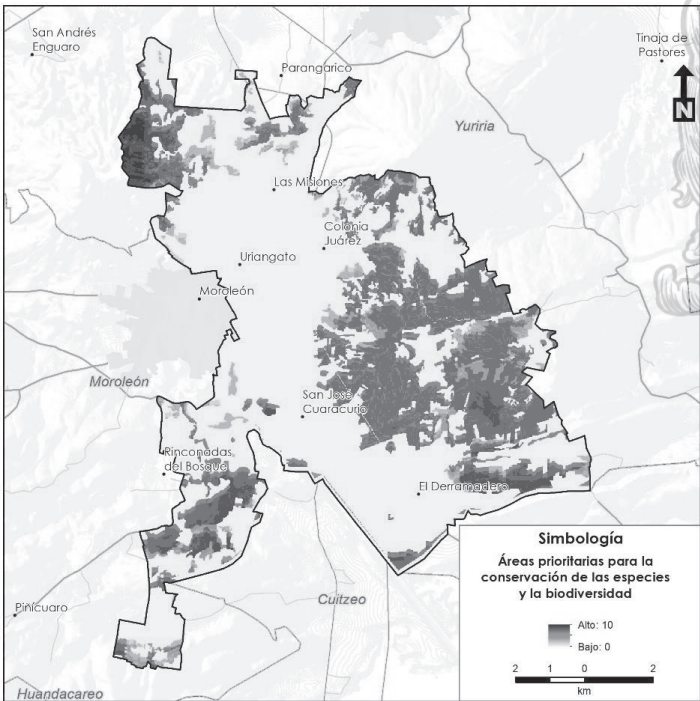 San Andrés
Enguaro
Parangarico
Tinaja de
Pastores
N
Yuriria
Las Misiones
Colonia
Juárez
Uriangato
Moroleón
Moroleón
San José
Cuaracurio
Rinconadas
del Bosque
El Derramadero
Piñícuaro
Cuitzeo
Huandacareo
Simbología
Áreas prioritarias para la
conservación de las especies
y la biodiversidad
Alto: 10
Bajo: 0
2 1 0 2
km